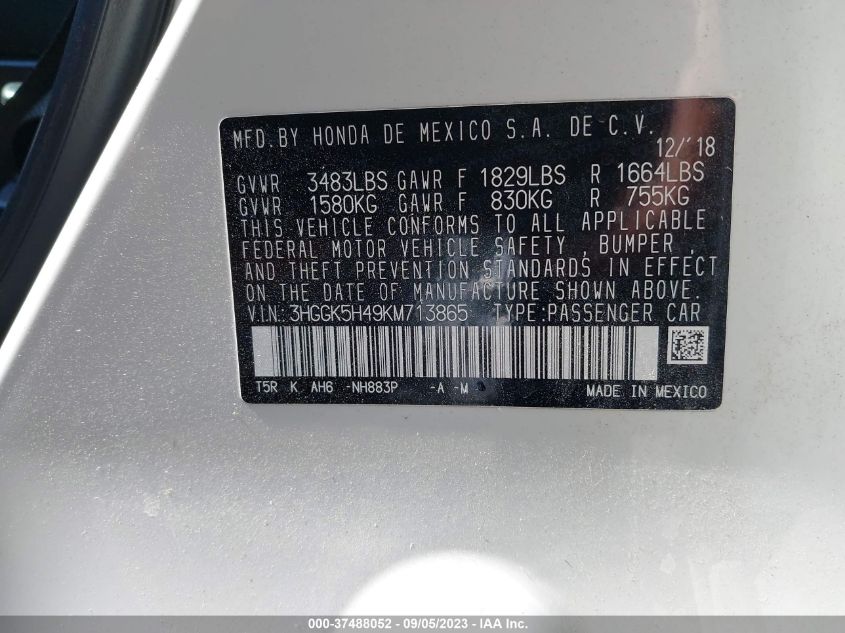 MFD.BY HONDA DE MEXICO S.A. DE C.V.
12/'18
GVWR 3483LBS GAWR F 1829LBS R 1664LBS
GVWR 1580KG GAWR F 830KG R 755KG
THIS VEHICLE CONFORMS TO ALL APPLICABLE
FEDERAL MOTOR VEHICLE SAFETY , BUMPER ,
AND THEFT PREVENTION STANDARDS IN EFFECT
ON THE DATE OF MANUFACTURE SHOWN ABOVE.
V.I.N.:3HGGK5H49KM713865 TYPE:PASSENGER CAR
T5R K AH6 -NH883P -A -M
MADE IN MEXICO
000-37488052 - 09/05/2023 - IAA Inc.